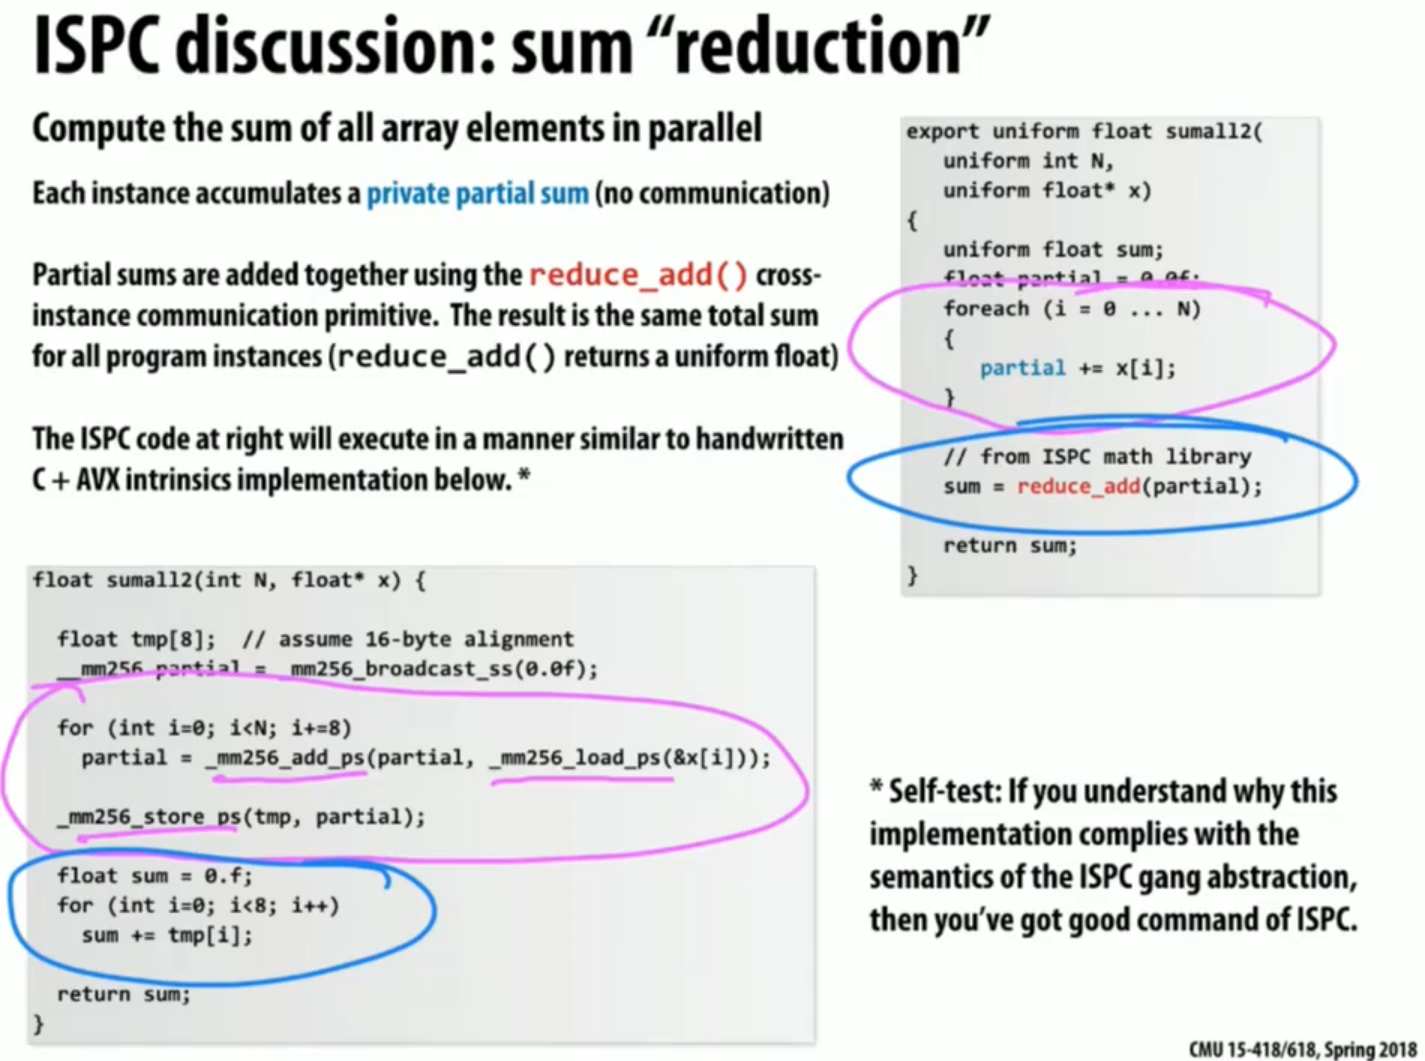 ISPC discussion: sum “reduction”
Compute the sum of all array elements in parallel
Each instance accumulates a private partial sum (no communication)
Partial sums are added together using the reduce_add() cross-
instance communication primitive.  The result is the same total sum
for all program instances (reduce_add() returns a uniform float)
The ISPC code at right will execute in a manner similar to handwritten
C + AVX intrinsics implementation below. *
export uniform float sumall2(
   uniform int N,
   uniform float* x)
{
   uniform float sum;
   float partial = 0.0f;
   foreach (i = 0 ... N)
   {
      partial += x[i];
   }
   // from ISPC math library
   sum = reduce_add(partial);
   return sum;
}
float sumall2(int N, float* x) {
  float tmp[8];  // assume 16-byte alignment
  __mm256 partial = _mm256_broadcast_ss(0.0f);
  for (int i=0; i<N; i+=8)
    partial = _mm256_add_ps(partial, _mm256_load_ps(&x[i]));
  _mm256_store_ps(tmp, partial);
  float sum = 0.f;
  for (int i=0; i<8; i++)
    sum += tmp[i];
  return sum;
}
* Self-test: If you understand why this
implementation complies with the
semantics of the ISPC gang abstraction,
then you’ve got good command of ISPC.
CMU 15-418/618, Spring 2018